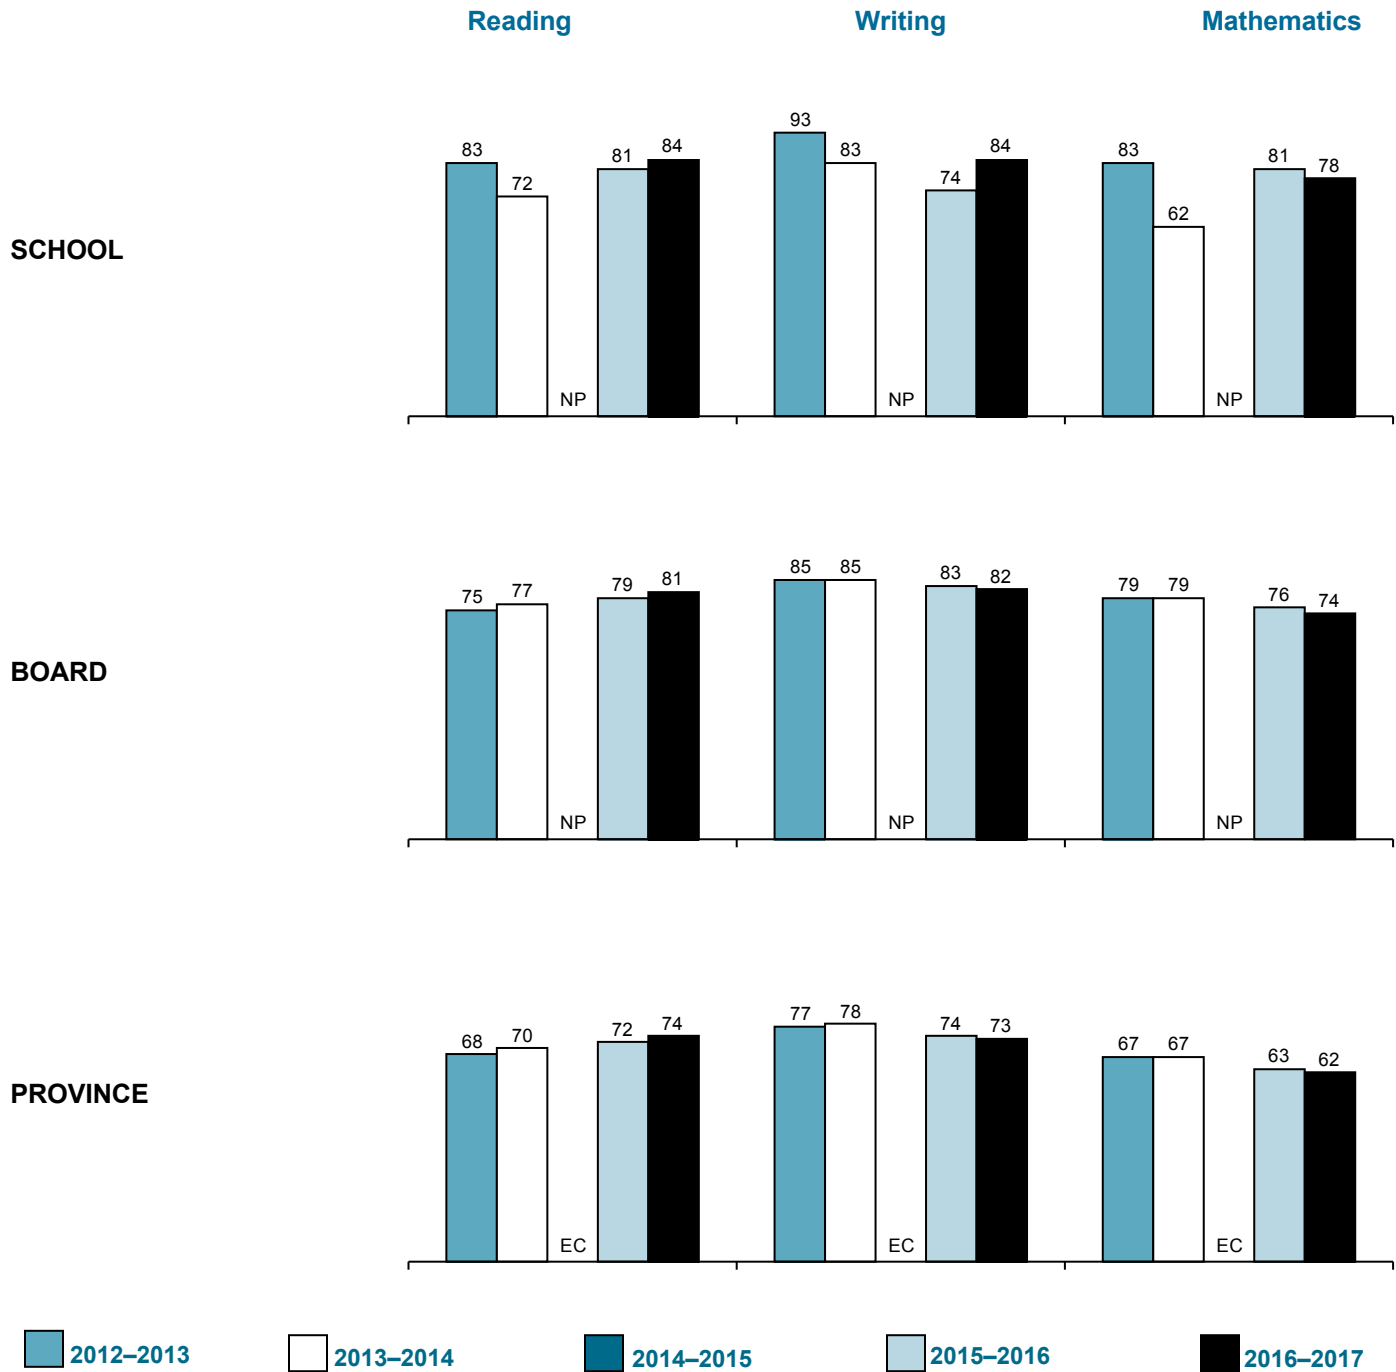 Reading Writing Mathematics
SCHOOL
83 72 NP 81 84 93 83 NP 74 84 83 62 NP 81 78
BOARD
75 77 NP 79 81 85 85 NP 83 82 79 79 NP 76 74
PROVINCE
68 70 EC 72 74 77 78 EC 74 73 67 67 EC 63 62
2012–2013 2013–2014 2014–2015 2015–2016 2016–2017